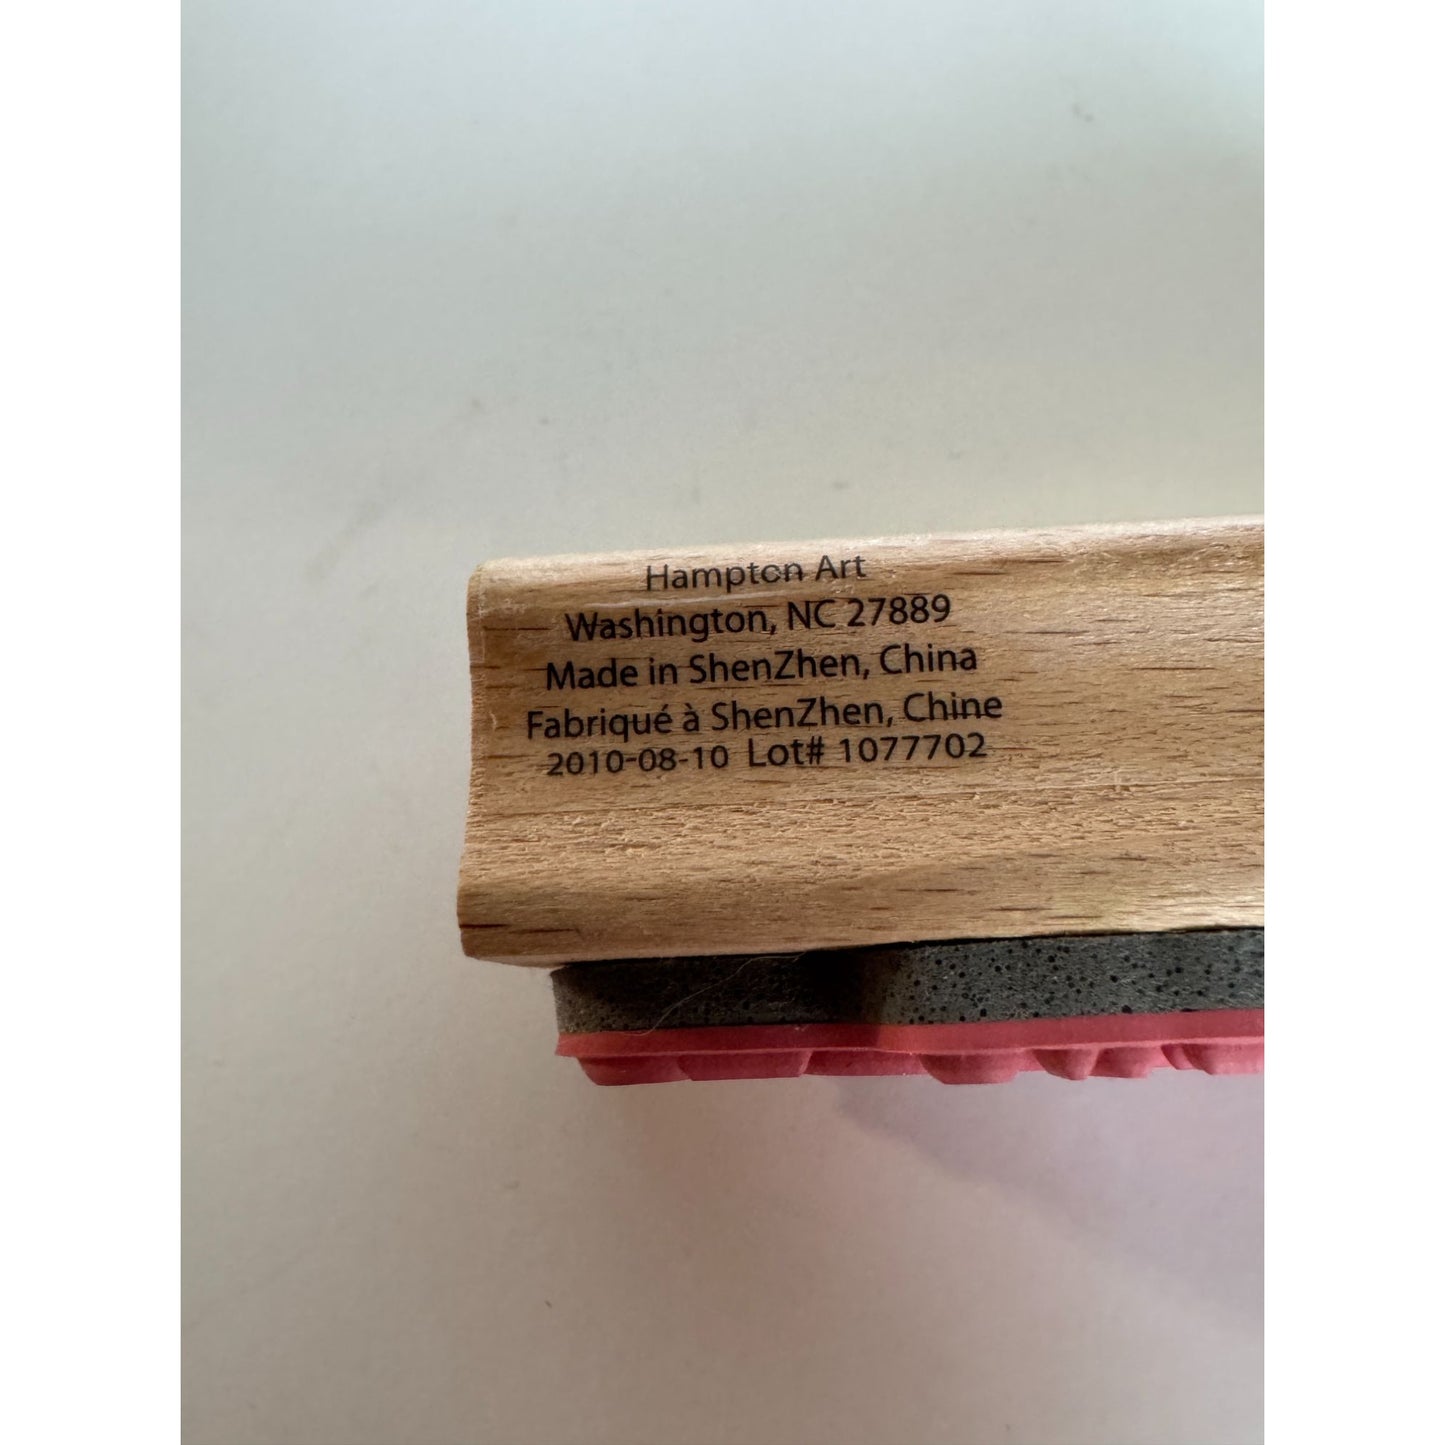 Hampton Art
Washington, NC 27889
Made in ShenZhen, China
Fabriqué à ShenZhen, Chine
2010-08-10 Lot# 1077702